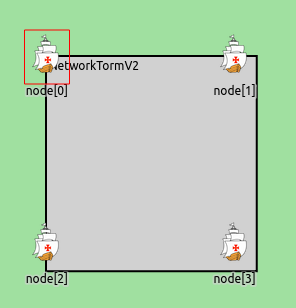 NetworkTormV2
node[0]
node[1]
node[2]
node[3]